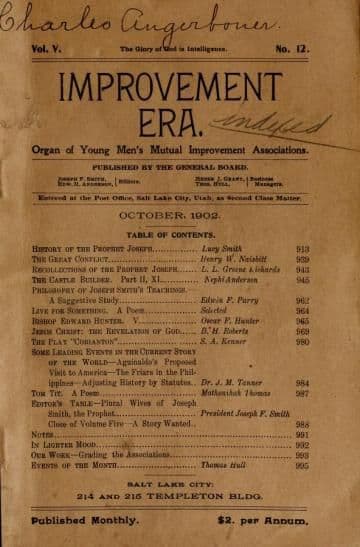 Charles Angerbauer.
Vol. V. The Glory of God is Intelligence. No. 12.
IMPROVEMENT
ERA.
indexed
Organ of Young Men's Mutual Improvement Associations.
PUBLISHED BY THE GENERAL BOARD.
JOSEPH F. SMITH, EDW. H. ANDERSON, } Editors. HEBER J. GRANT, THOS. HULL, } Business Managers.
Entered at the Post Office, Salt Lake City, Utah, as Second Class Matter.
OCTOBER, 1902.
TABLE OF CONTENTS.
HISTORY OF THE PROPHET JOSEPH Lucy Smith 913
THE GREAT CONFLICT Henry W. Naisbitt 939
RECOLLECTIONS OF THE PROPHET JOSEPH L. L. Greene Richards 943
THE CASTLE BUILDER. Part II, XI. Nephi Anderson 945
PHILOSOPHY OF JOSEPH SMITH'S TEACHINGS.
A Suggestive Study Edwin F. Parry 962
LIVE FOR SOMETHING. A Poem Selected 964
BISHOP EDWARD HUNTER. V. Oscar F. Hunter 965
JESUS CHRIST: THE REVELATION OF GOD B. H. Roberts 969
THE PLAY "CORIANTON" S. A. Kenner 980
SOME LEADING EVENTS IN THE CURRENT STORY
OF THE WORLD—Aguinaldo's Proposed
Visit to America—The Friars in the Phil-
ippines—Adjusting History by Statutes Dr. J. M. Tanner 984
TOM TIT. A Poem Mathonihah Thomas 987
EDITOR'S TABLE—Plural Wives of Joseph
Smith, the Prophet President Joseph F. Smith
Close of Volume Five—A Story Wanted 988
NOTES 991
IN LIGHTER MOOD 992
OUR WORK—Grading the Associations 993
EVENTS OF THE MONTH Thomas Hull 995
SALT LAKE CITY:
214 AND 215 TEMPLETON BLDG.
Published Monthly. $2. per Annum.